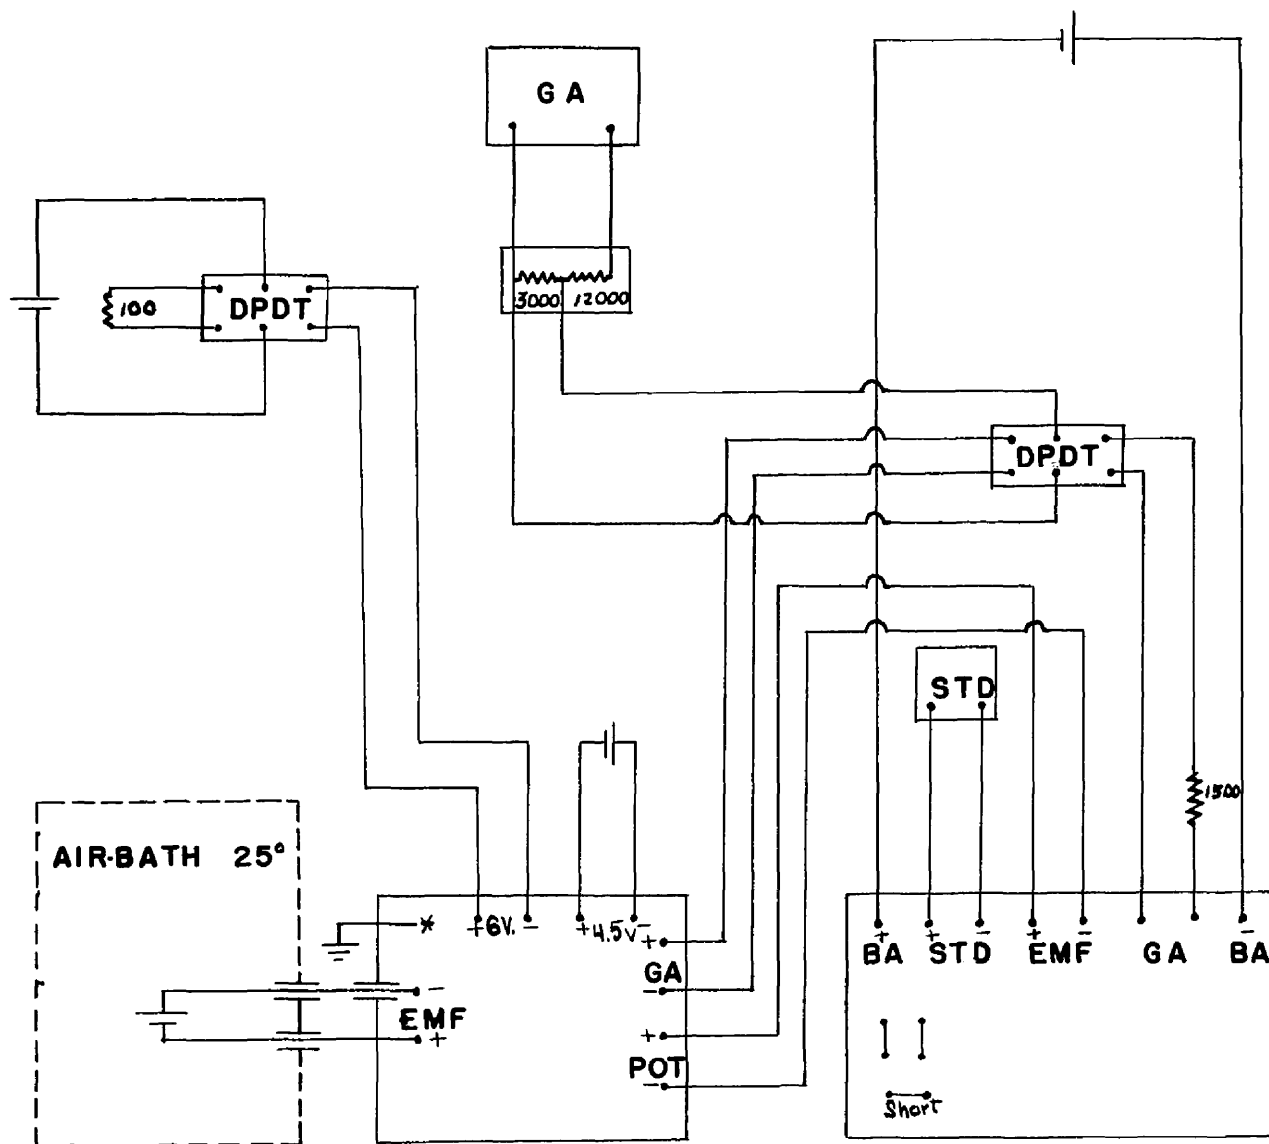 GA
3000 12000
100
DPDT
DPDT
STD
1500
AIR-BATH 25°
* +6V. - + 4.5V -
+
GA
-
- EMF +
+
POT
-
+ + - + - -
BA STD EMF GA BA
Short